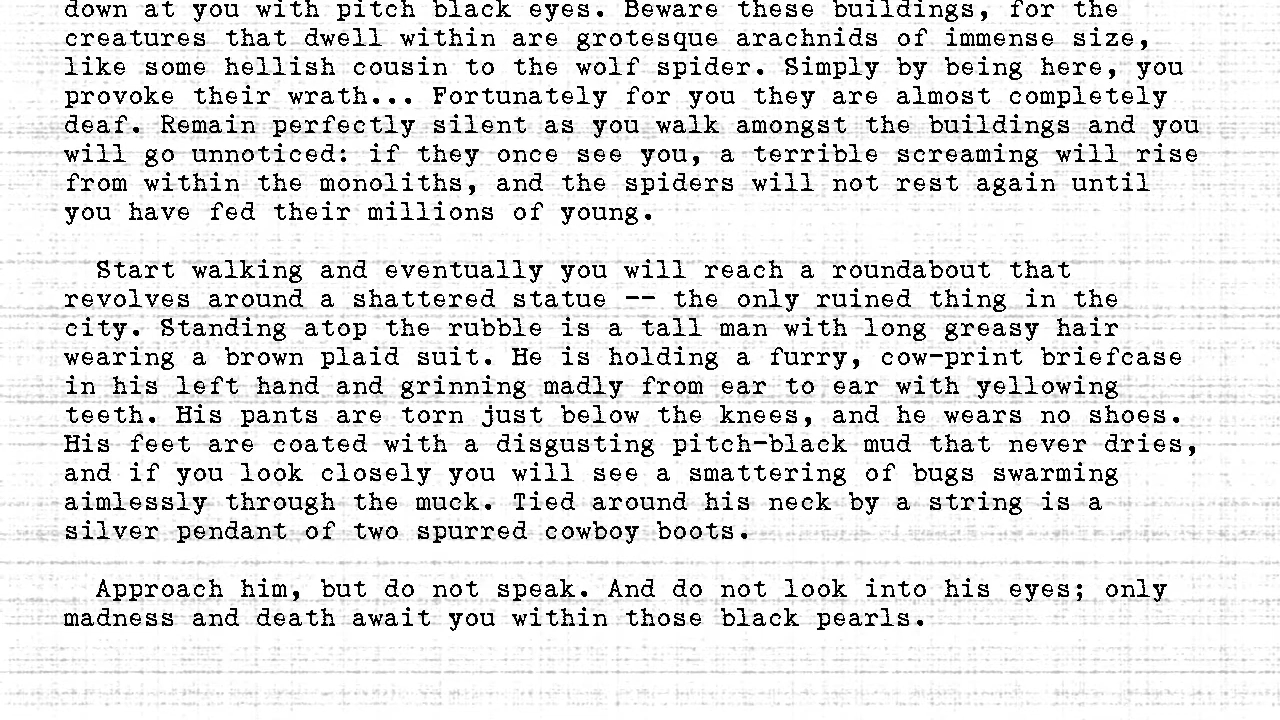 down at you with pitch black eyes. Beware these buildings, for the
creatures that dwell within are grotesque arachnids of immense size,
like some hellish cousin to the wolf spider. Simply by being here, you
provoke their wrath... Fortunately for you they are almost completely
deaf. Remain perfectly silent as you walk amongst the buildings and you
will go unnoticed: if they once see you, a terrible screaming will rise
from within the monoliths, and the spiders will not rest again until
you have fed their millions of young.
Start walking and eventually you will reach a roundabout that
revolves around a shattered statue -- the only ruined thing in the
city. Standing atop the rubble is a tall man with long greasy hair
wearing a brown plaid suit. He is holding a furry, cow-print briefcase
in his left hand and grinning madly from ear to ear with yellowing
teeth. His pants are torn just below the knees, and he wears no shoes.
His feet are coated with a disgusting pitch-black mud that never dries,
and if you look closely you will see a smattering of bugs swarming
aimlessly through the muck. Tied around his neck by a string is a
silver pendant of two spurred cowboy boots.
Approach him, but do not speak. And do not look into his eyes; only
madness and death await you within those black pearls.